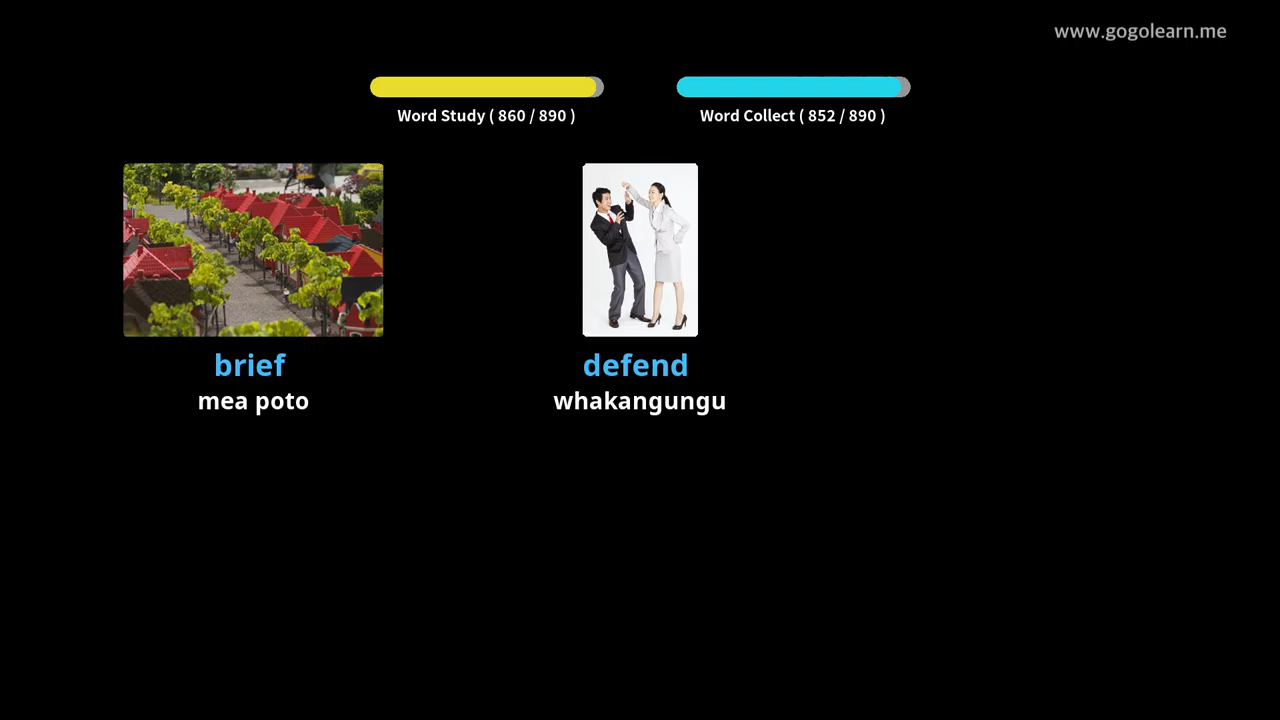 www.gogolearn.me
Word Study ( 860 / 890 )
Word Collect ( 852 / 890 )
brief
mea poto
defend
whakangungu